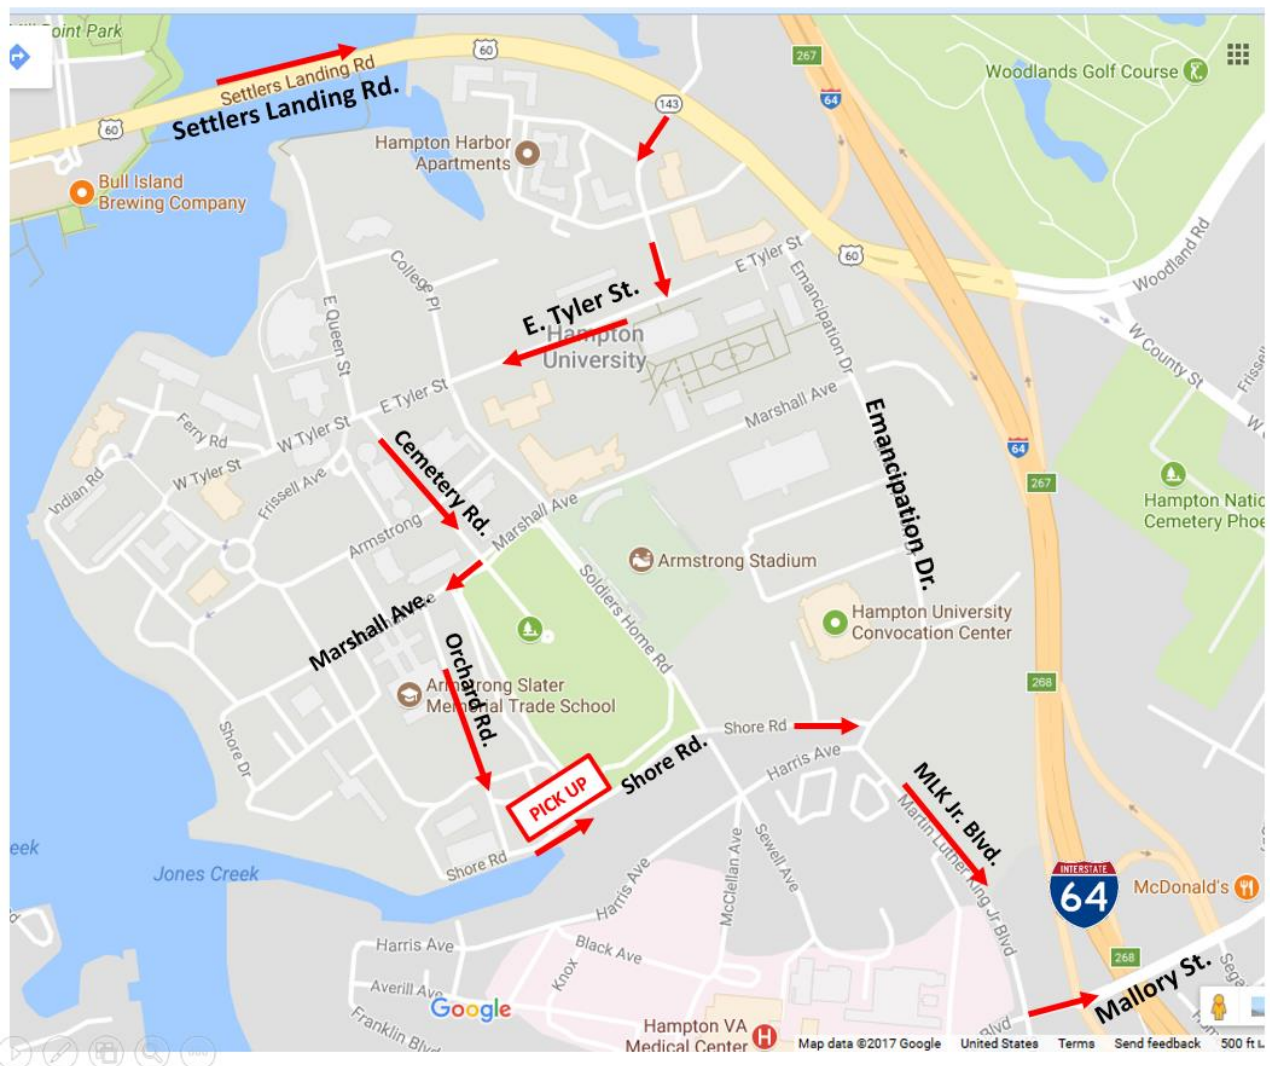 Point Park
60
Settlers Landing Rd
Settlers Landing Rd.
60
143
267
64
Woodlands Golf Course
Hampton Harbor
Apartments
Bull Island
Brewing Company
College Pl
E Queen St
E Tyler St
60
Woodland Rd
E. Tyler St.
Hampton
University
Emancipation Dr
W County St
Frissell
E Tyler St
Marshall Ave
Emancipation Dr.
Ferry Rd
W Tyler St
W Tyler St
Cemetery Rd.
64
267
Indian Rd
Frissell Ave
Armstrong
Marshall Ave
Hampton Natio
Cemetery Phoe
Armstrong Stadium
Soldiers Home Rd
Hampton University
Convocation Center
Marshall Ave.
Orchard Rd.
Armstrong Slater
Memorial Trade School
268
Shore Dr
Shore Rd
Shore Rd.
Harris Ave
PICK UP
MLK Jr. Blvd.
Martin Luther King Jr Blvd
Shore Rd
eek
Jones Creek
McClellan Ave
Sewell Ave
Harris Ave
INTERSTATE
64
McDonald's
Harris Ave
Black Ave
Knox
268
Mallory St.
Sega
Averill Ave
Google
Franklin Blvd
Hampton VA
Medical Center
H
Blvd
Map data ©2017 Google
United States
Terms
Send feedback
500 ft